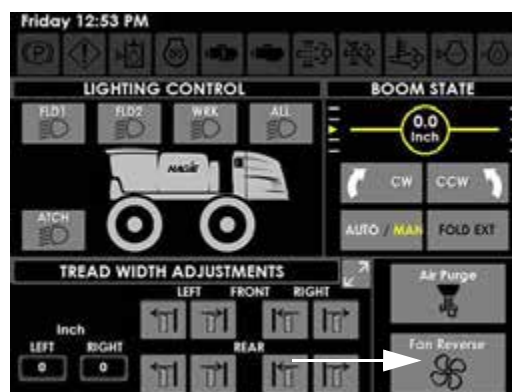 Friday 12:53 PM
(P)
LIGHTING CONTROL
FLD1 FLD2 WRK ALL
HAGIE
ATCH
BOOM STATE
0.0
Inch
CW CCW
AUTO / MAN FOLD EXT
TREAD WIDTH ADJUSTMENTS
LEFT FRONT RIGHT
Inch
LEFT RIGHT
0 0
REAR
Air Purge
Fan Reverse